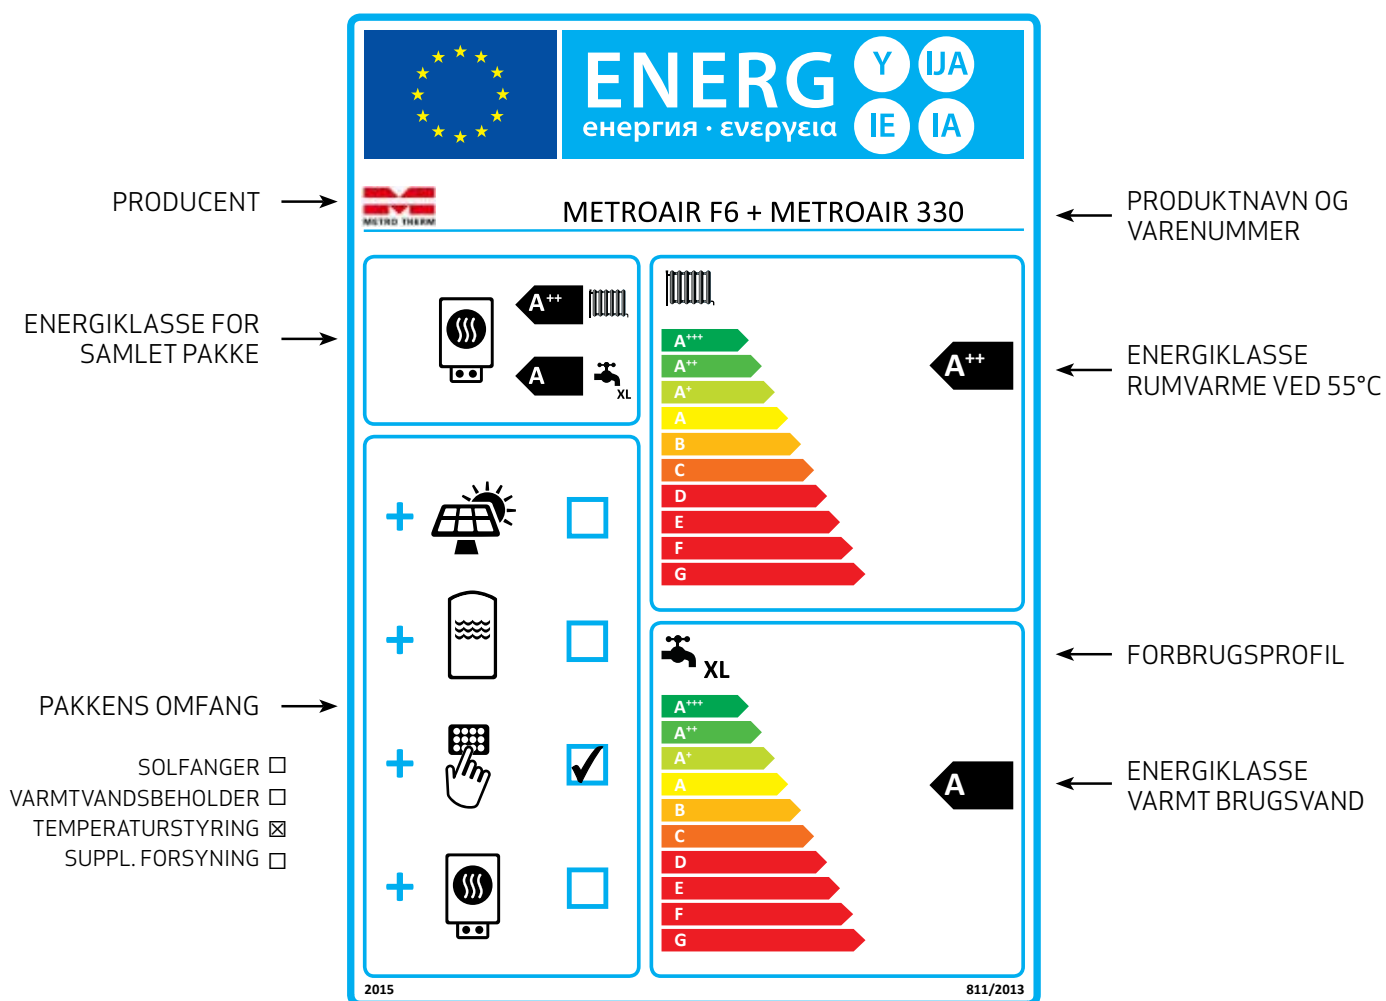 ENERG
Y
IJA
IE
IA
енергия · ενεργεια
PRODUCENT
METRO THERM
METROAIR F6 + METROAIR 330
PRODUKTNAVN OG
VARENUMMER
ENERGIKLASSE FOR
SAMLET PAKKE
A++
A
XL
A+++
A++
A+
A
B
C
D
E
F
G
A++
ENERGIKLASSE
RUMVARME VED 55°C
PAKKENS OMFANG
SOLFANGER
VARMTVANDSBEHOLDER
TEMPERATURSTYRING
SUPPL. FORSYNING
+
+
+
+
XL
FORBRUGSPROFIL
A+++
A++
A+
A
B
C
D
E
F
G
A
ENERGIKLASSE
VARMT BRUGSVAND
2015
811/2013